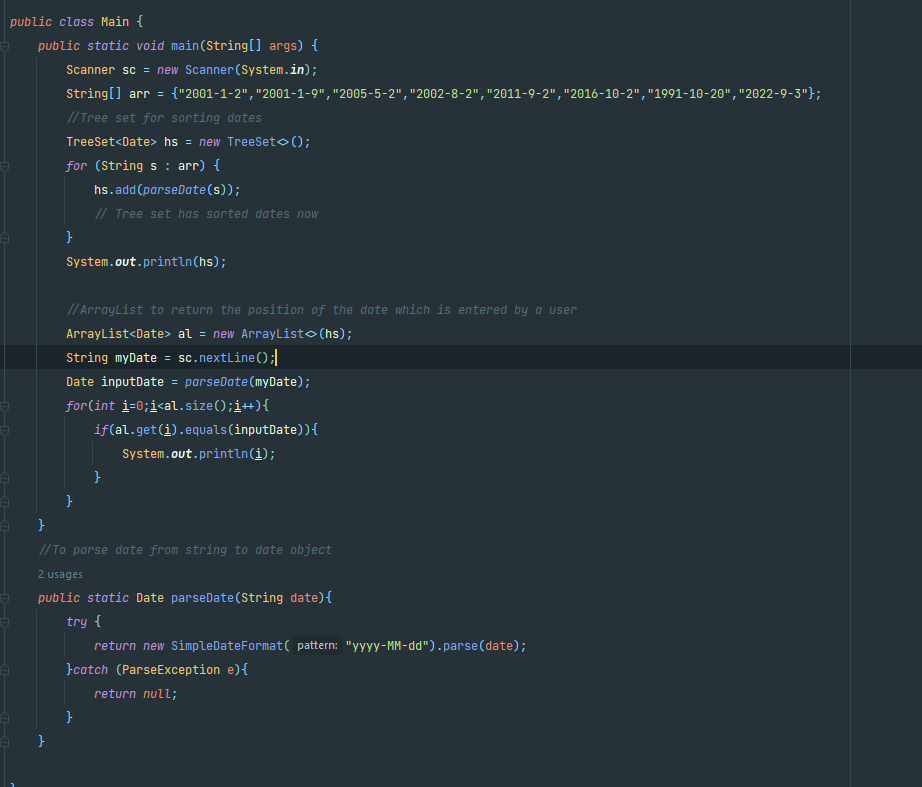 public class Main {
    public static void main(String[] args) {
        Scanner sc = new Scanner(System.in);
        String[] arr = {"2001-1-2","2001-1-9","2005-5-2","2002-8-2","2011-9-2","2016-10-2","1991-10-20","2022-9-3"};
        //Tree set for sorting dates
        TreeSet<Date> hs = new TreeSet<>();
        for (String s : arr) {
            hs.add(parseDate(s));
            // Tree set has sorted dates now
        }
        System.out.println(hs);
        //ArrayList to return the position of the date which is entered by a user
        ArrayList<Date> al = new ArrayList<>(hs);
        String myDate = sc.nextLine();
        Date inputDate = parseDate(myDate);
        for(int i=0;i<al.size();i++){
            if(al.get(i).equals(inputDate)){
                System.out.println(i);
            }
        }
    }
    //To parse date from string to date object
    2 usages
    public static Date parseDate(String date){
        try {
            return new SimpleDateFormat( pattern: "yyyy-MM-dd").parse(date);
        }catch (ParseException e){
            return null;
        }
    }
}